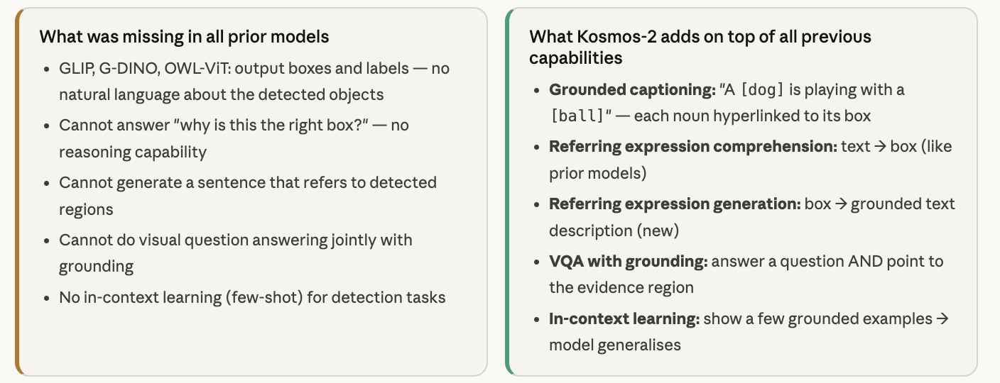 What was missing in all prior models
• GLIP, G-DINO, OWL-ViT: output boxes and labels — no
natural language about the detected objects
• Cannot answer "why is this the right box?" — no
reasoning capability
• Cannot generate a sentence that refers to detected
regions
• Cannot do visual question answering jointly with
grounding
• No in-context learning (few-shot) for detection tasks
What Kosmos-2 adds on top of all previous
capabilities
• Grounded captioning: "A [dog] is playing with a
[ball]" — each noun hyperlinked to its box
• Referring expression comprehension: text → box (like
prior models)
• Referring expression generation: box → grounded text
description (new)
• VQA with grounding: answer a question AND point to
the evidence region
• In-context learning: show a few grounded examples →
model generalises